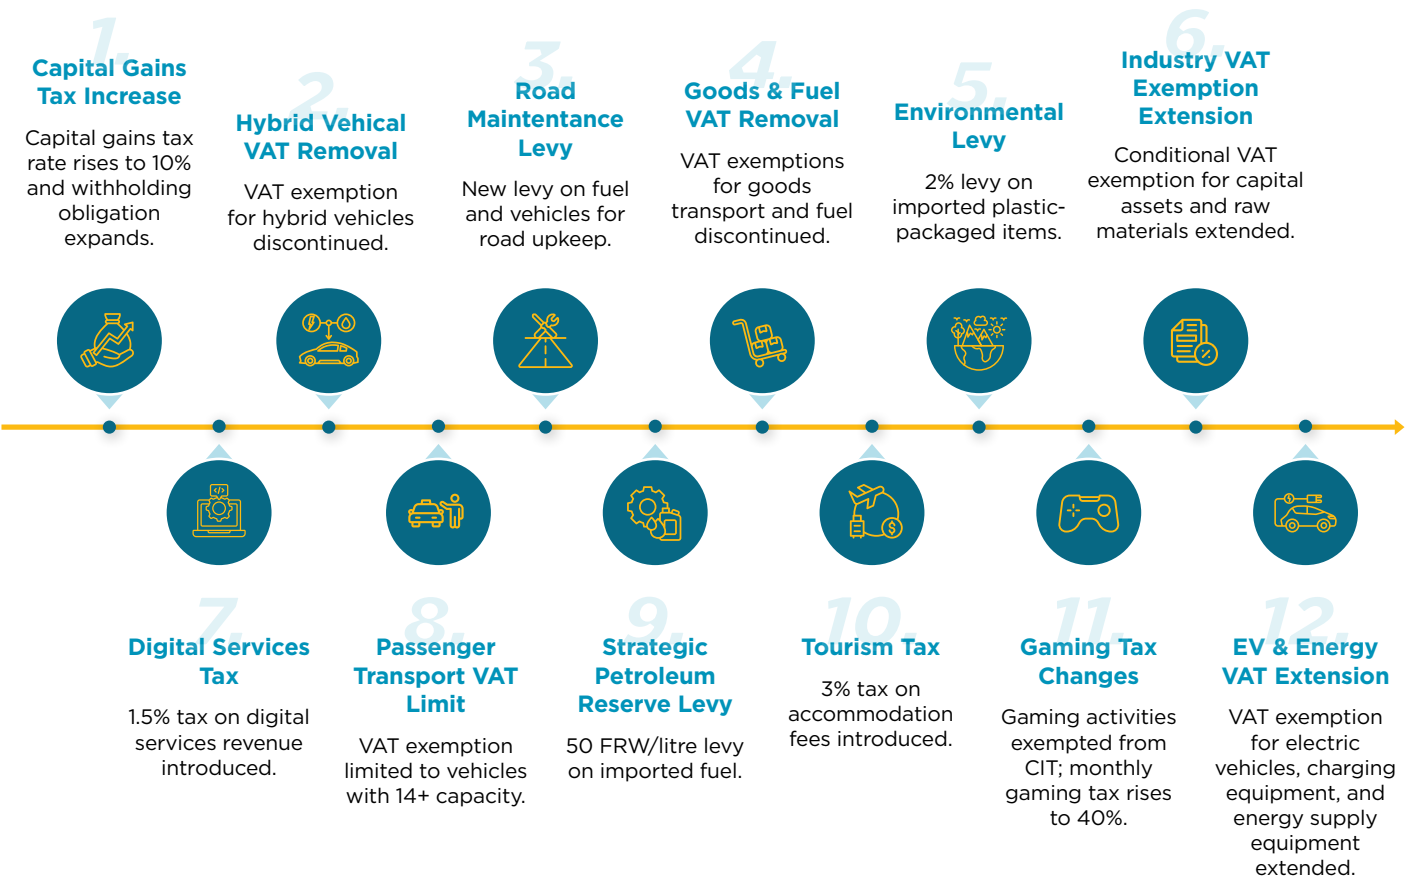 1.
Capital Gains
Tax Increase
Capital gains tax
rate rises to 10%
and withholding
obligation
expands.
2.
Hybrid Vehical
VAT Removal
VAT exemption
for hybrid vehicles
discontinued.
3.
Road
Maintentance
Levy
New levy on fuel
and vehicles for
road upkeep.
4.
Goods & Fuel
VAT Removal
VAT exemptions
for goods
transport and fuel
discontinued.
5.
Environmental
Levy
2% levy on
imported plastic-
packaged items.
6.
Industry VAT
Exemption
Extension
Conditional VAT
exemption for capital
assets and raw
materials extended.
7.
Digital Services
Tax
1.5% tax on digital
services revenue
introduced.
8.
Passenger
Transport VAT
Limit
VAT exemption
limited to vehicles
with 14+ capacity.
9.
Strategic
Petroleum
Reserve Levy
50 FRW/litre levy
on imported fuel.
10.
Tourism Tax
3% tax on
accommodation
fees introduced.
11.
Gaming Tax
Changes
Gaming activities
exempted from
CIT; monthly
gaming tax rises
to 40%.
12.
EV & Energy
VAT Extension
VAT exemption
for electric
vehicles, charging
equipment, and
energy supply
equipment
extended.